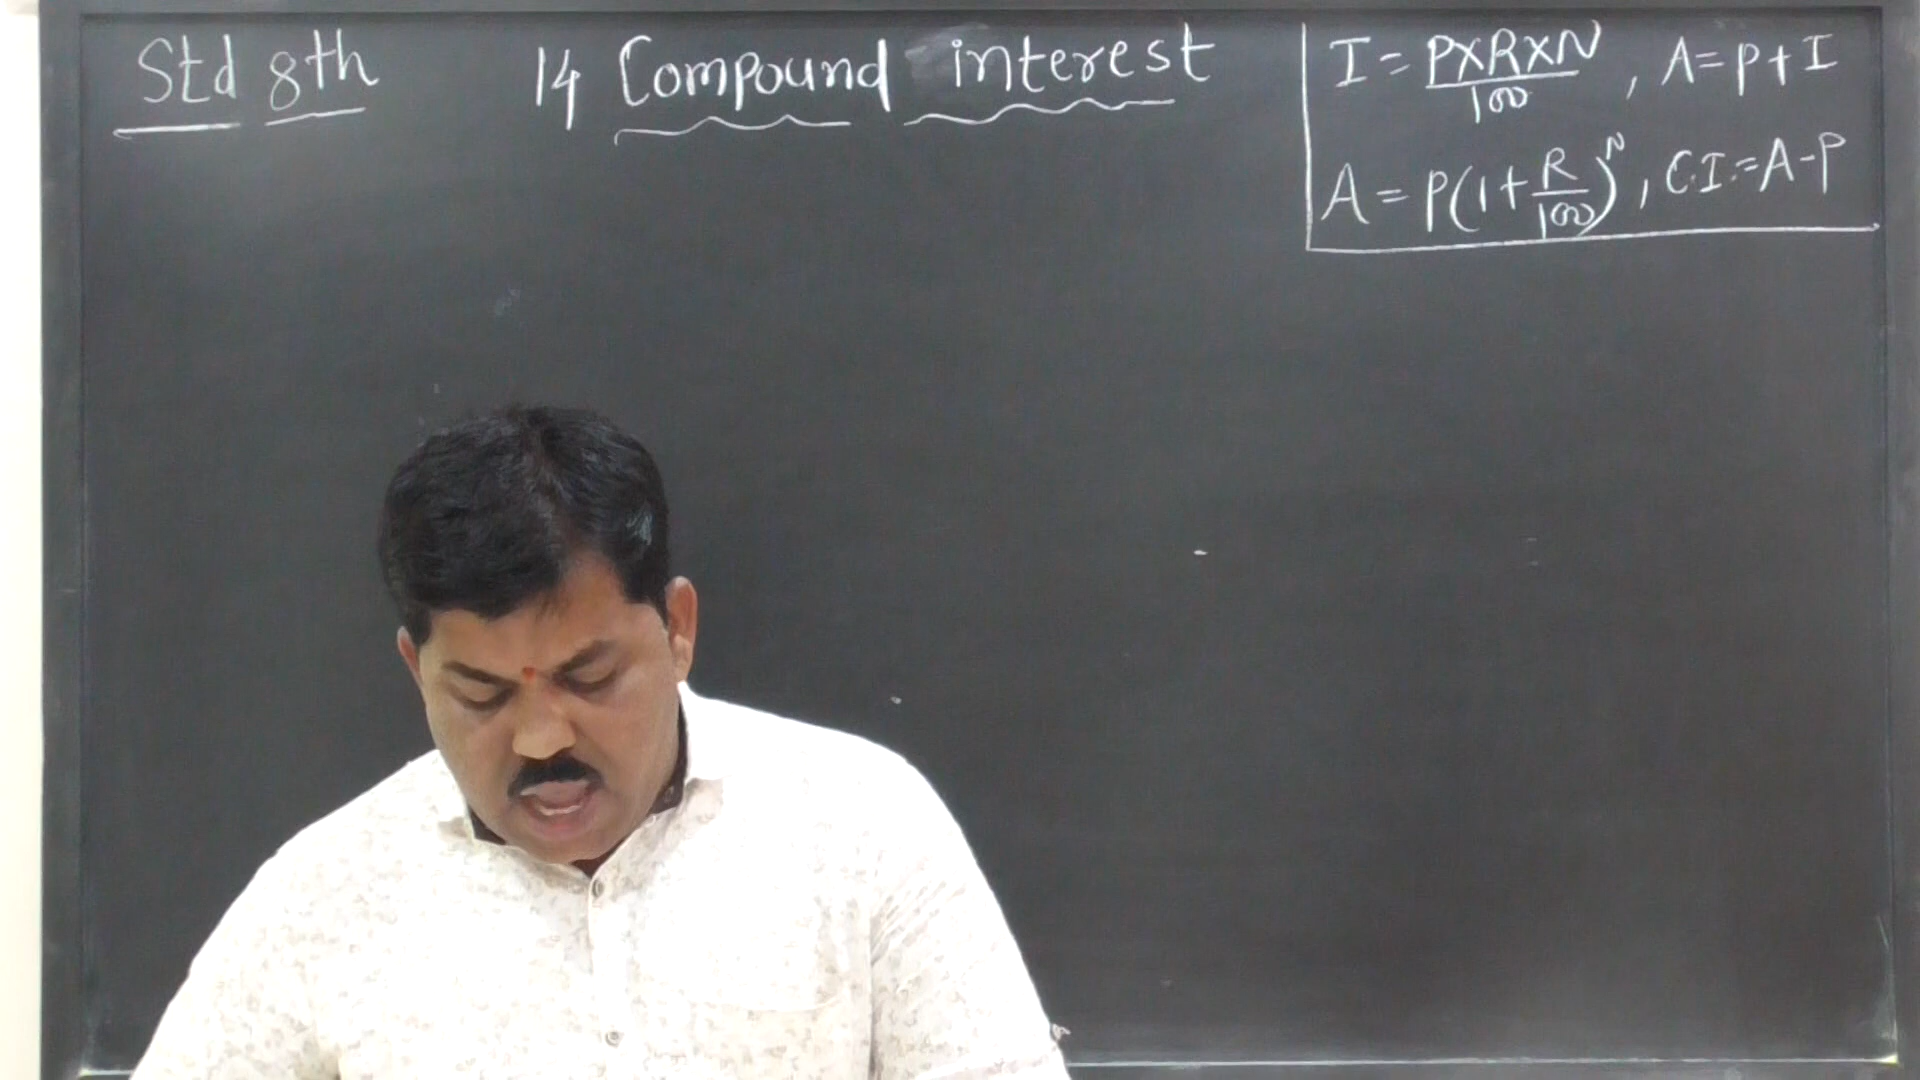 Std 8th 14 Compound interest
I = P×R×N/100 , A = P + I
A = P(1 + R/100)^N , C.I. = A - P